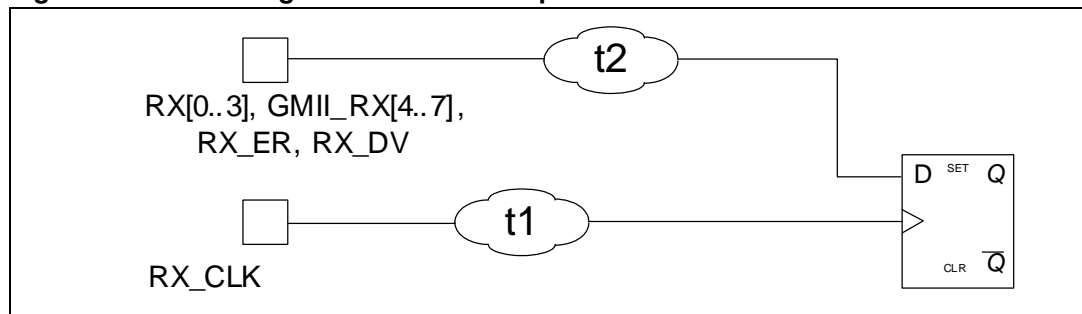 t2
RX[0..3], GMII_RX[4..7],
RX_ER, RX_DV
D SET Q
t1
CLR Q
RX_CLK